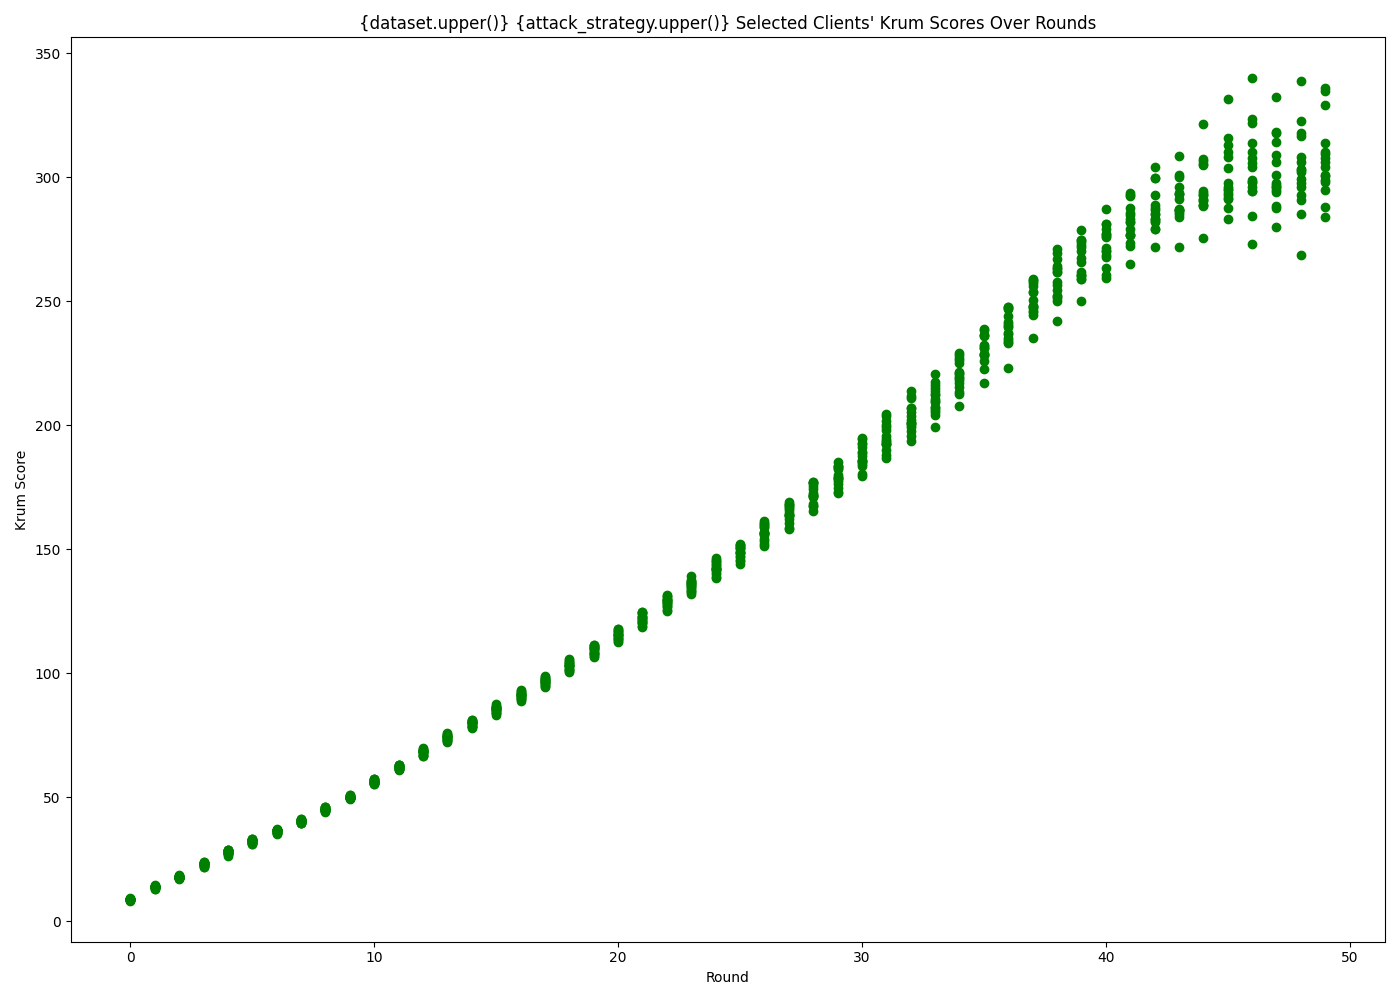 {dataset.upper()} {attack_strategy.upper()} Selected Clients' Krum Scores Over Rounds
350
300
250
200
150
100
50
0
Krum Score
0 10 20 30 40 50
Round